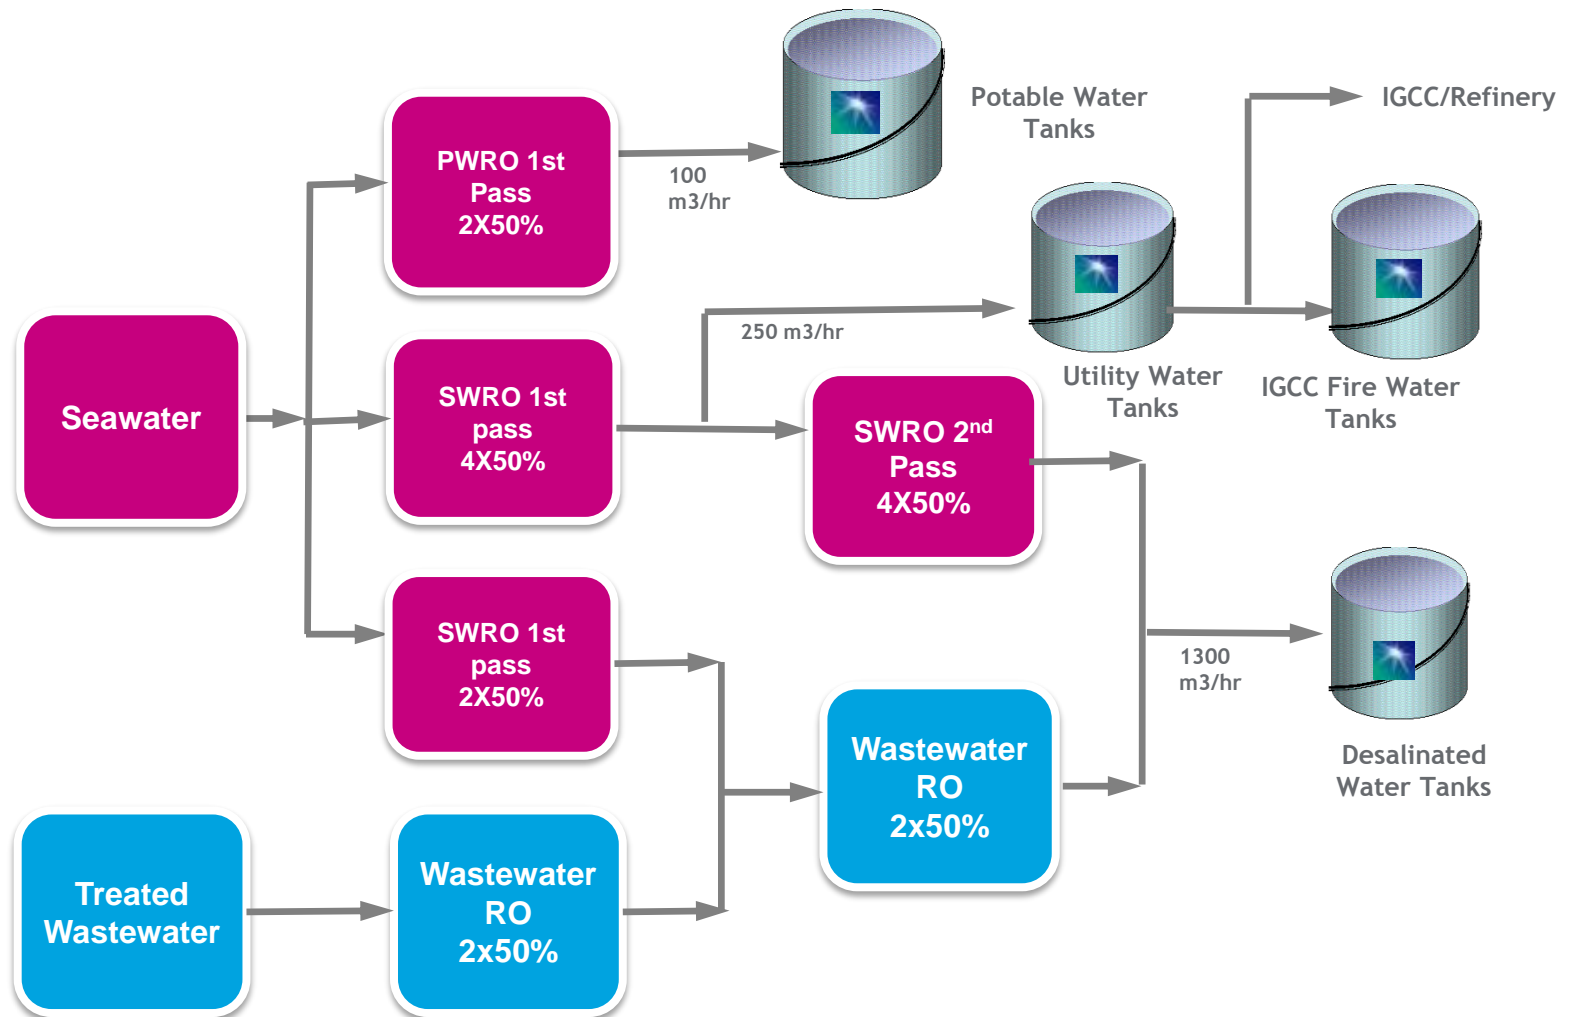 PWRO 1st
Pass
2X50%
100
m3/hr
Potable Water
Tanks
IGCC/Refinery
Seawater
SWRO 1st
pass
4X50%
250 m3/hr
Utility Water
Tanks
IGCC Fire Water
Tanks
SWRO 2nd
Pass
4X50%
SWRO 1st
pass
2X50%
1300
m3/hr
Desalinated
Water Tanks
Treated
Wastewater
Wastewater
RO
2x50%
Wastewater
RO
2x50%